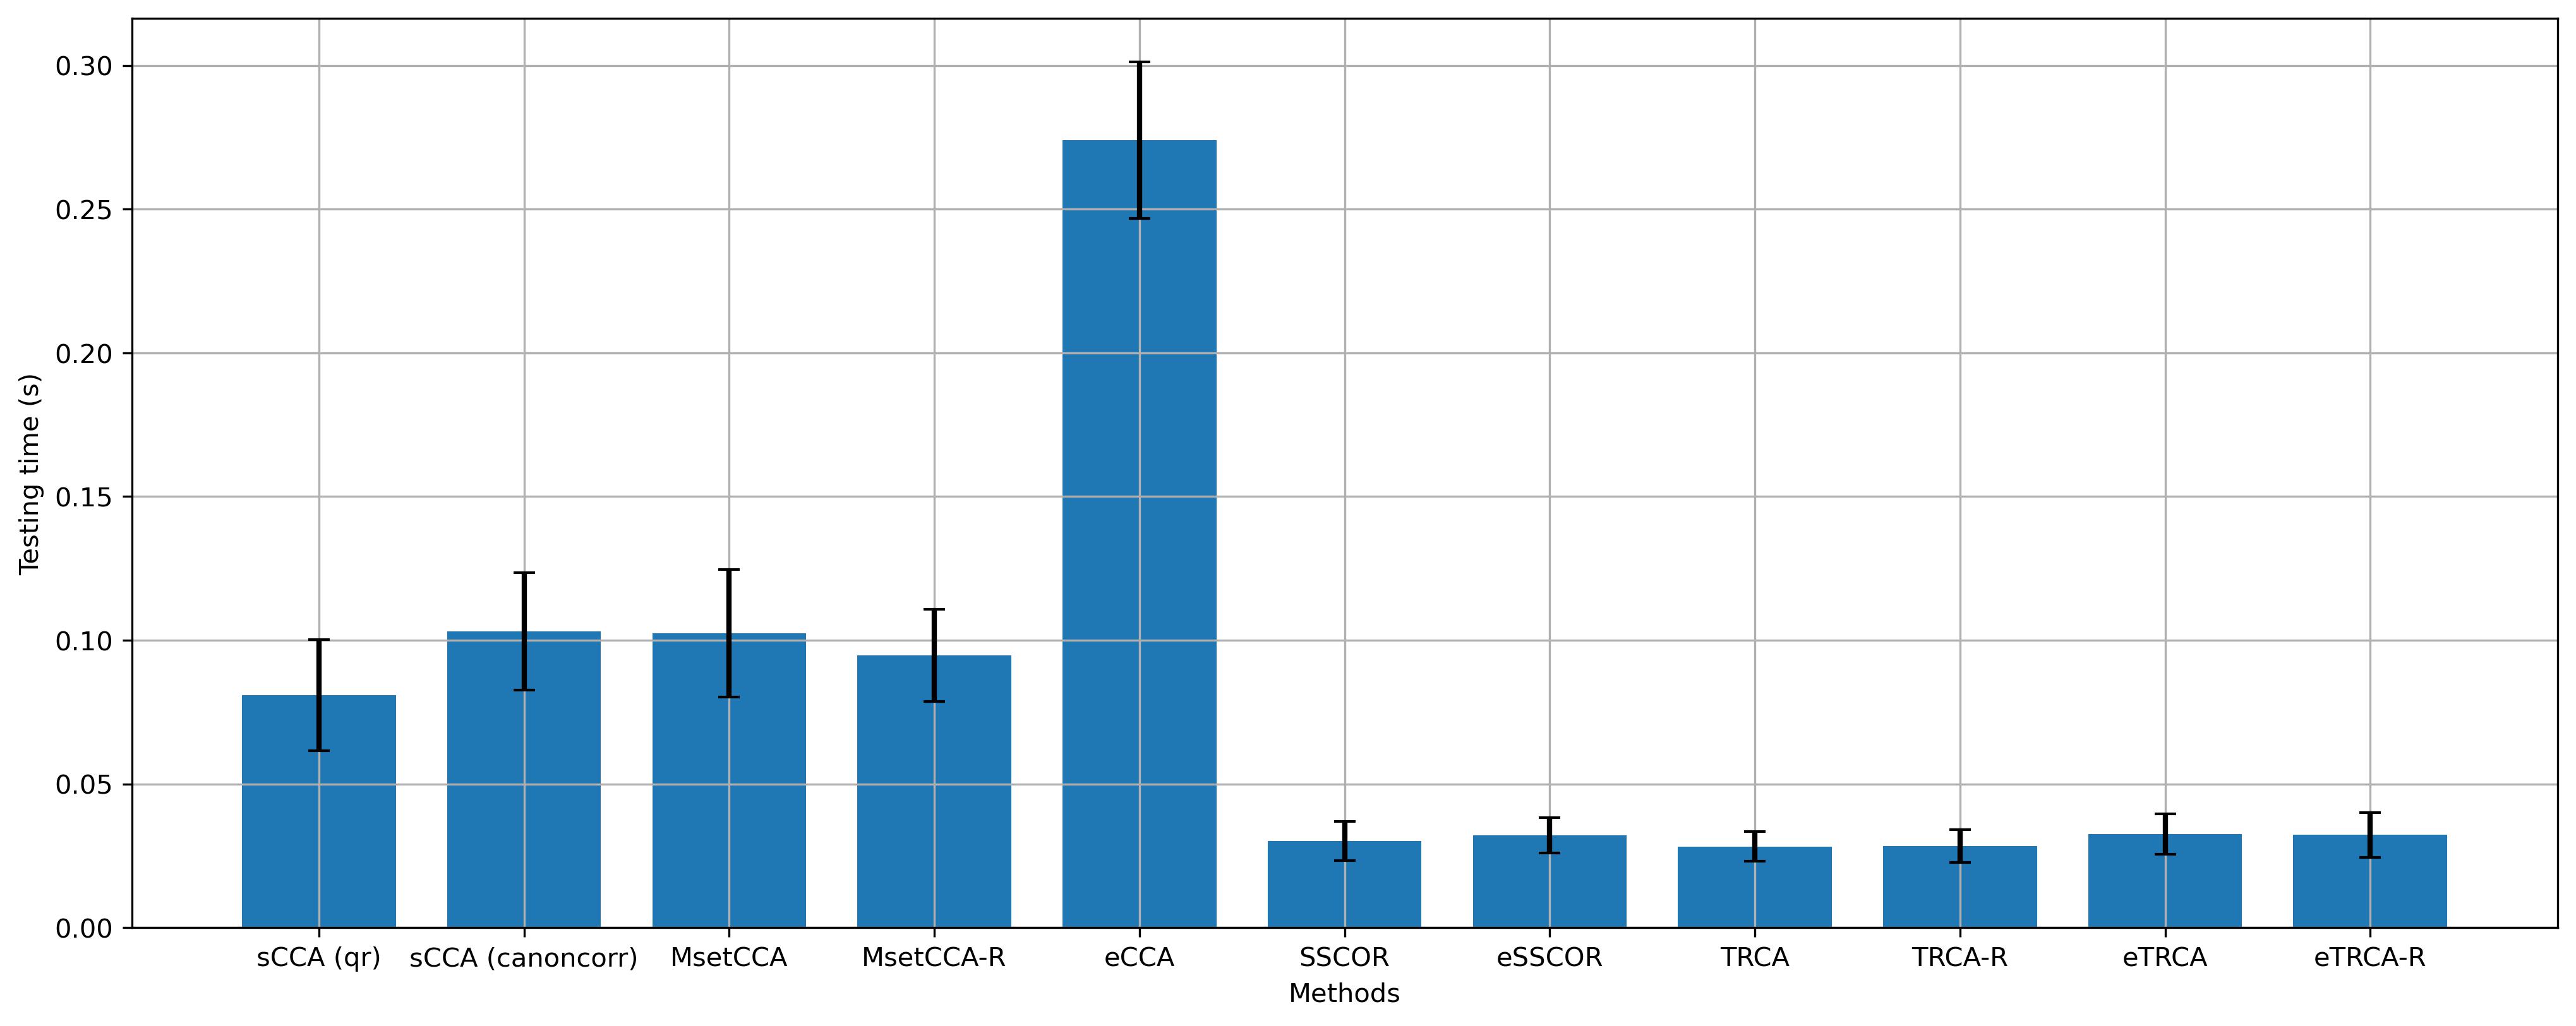 0.30
0.25
0.20
0.15
0.10
0.05
0.00
Testing time (s)
sCCA (qr) sCCA (canoncorr) MsetCCA MsetCCA-R eCCA SSCOR eSSCOR TRCA TRCA-R eTRCA eTRCA-R
Methods